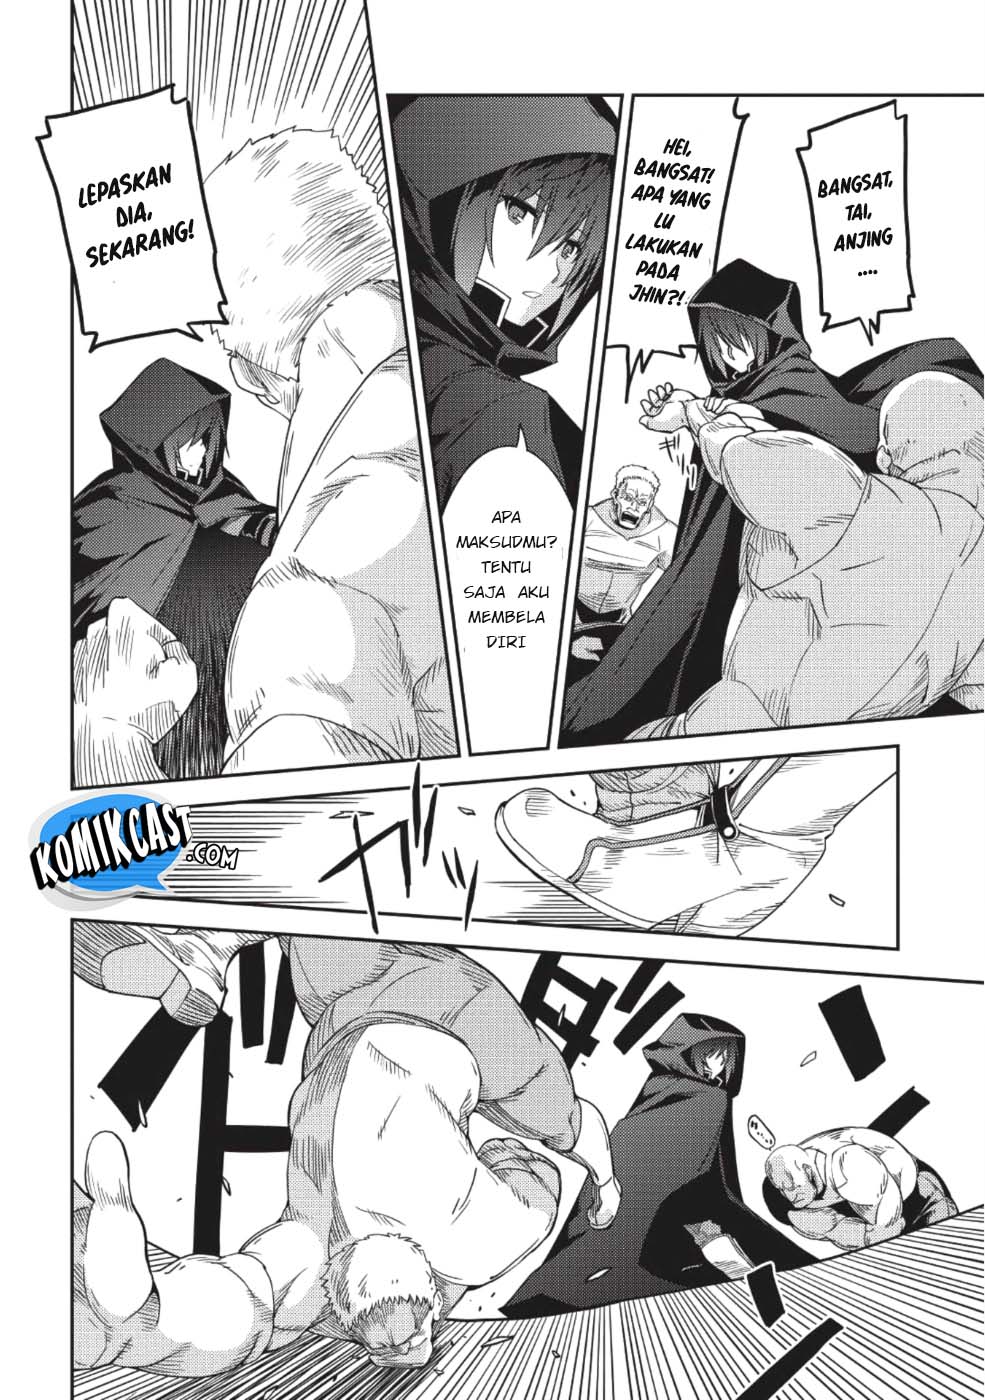 BANGSAT,
TAI,
ANJING
....
HEI,
BANGSAT!
APA YANG
LU
LAKUKAN
PADA
JHIN?!
APA
MAKSUDMU?
TENTU
SAJA AKU
MEMBELA
DIRI
LEPASKAN
DIA,
SEKARANG!
KOMIKCAST
.COM